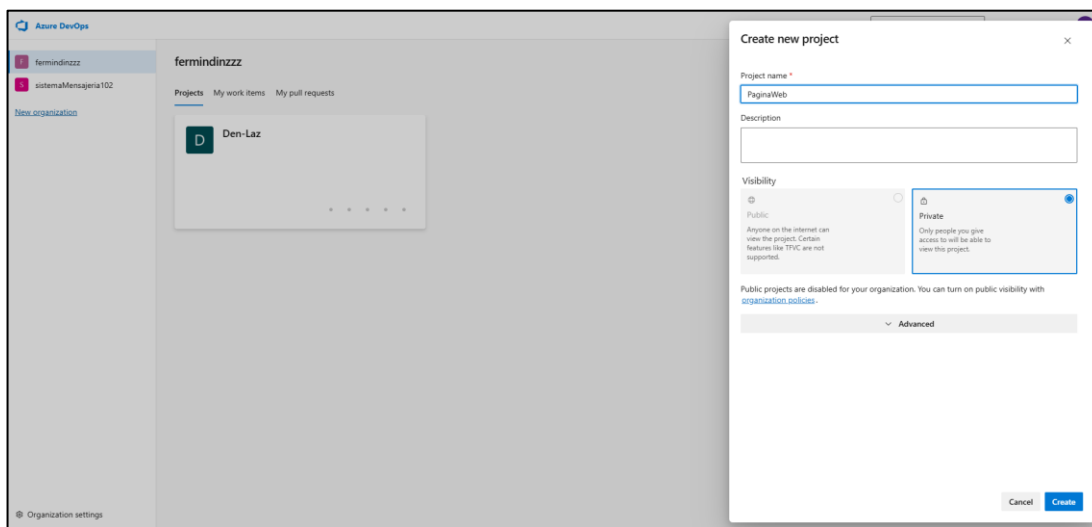 Azure DevOps
F fermindinzzz
S sistemaMensajeria102
New organization
fermindinzzz
Projects My work items My pull requests
D Den-Laz
Organization settings
Create new project
Project name *
PaginaWeb
Description
Visibility
Public
Anyone on the internet can
view the project. Certain
features like TFVC are not
supported.
Private
Only people you give
access to will be able to
view this project.
Public projects are disabled for your organization. You can turn on public visibility with
organization policies.
Advanced
Cancel Create